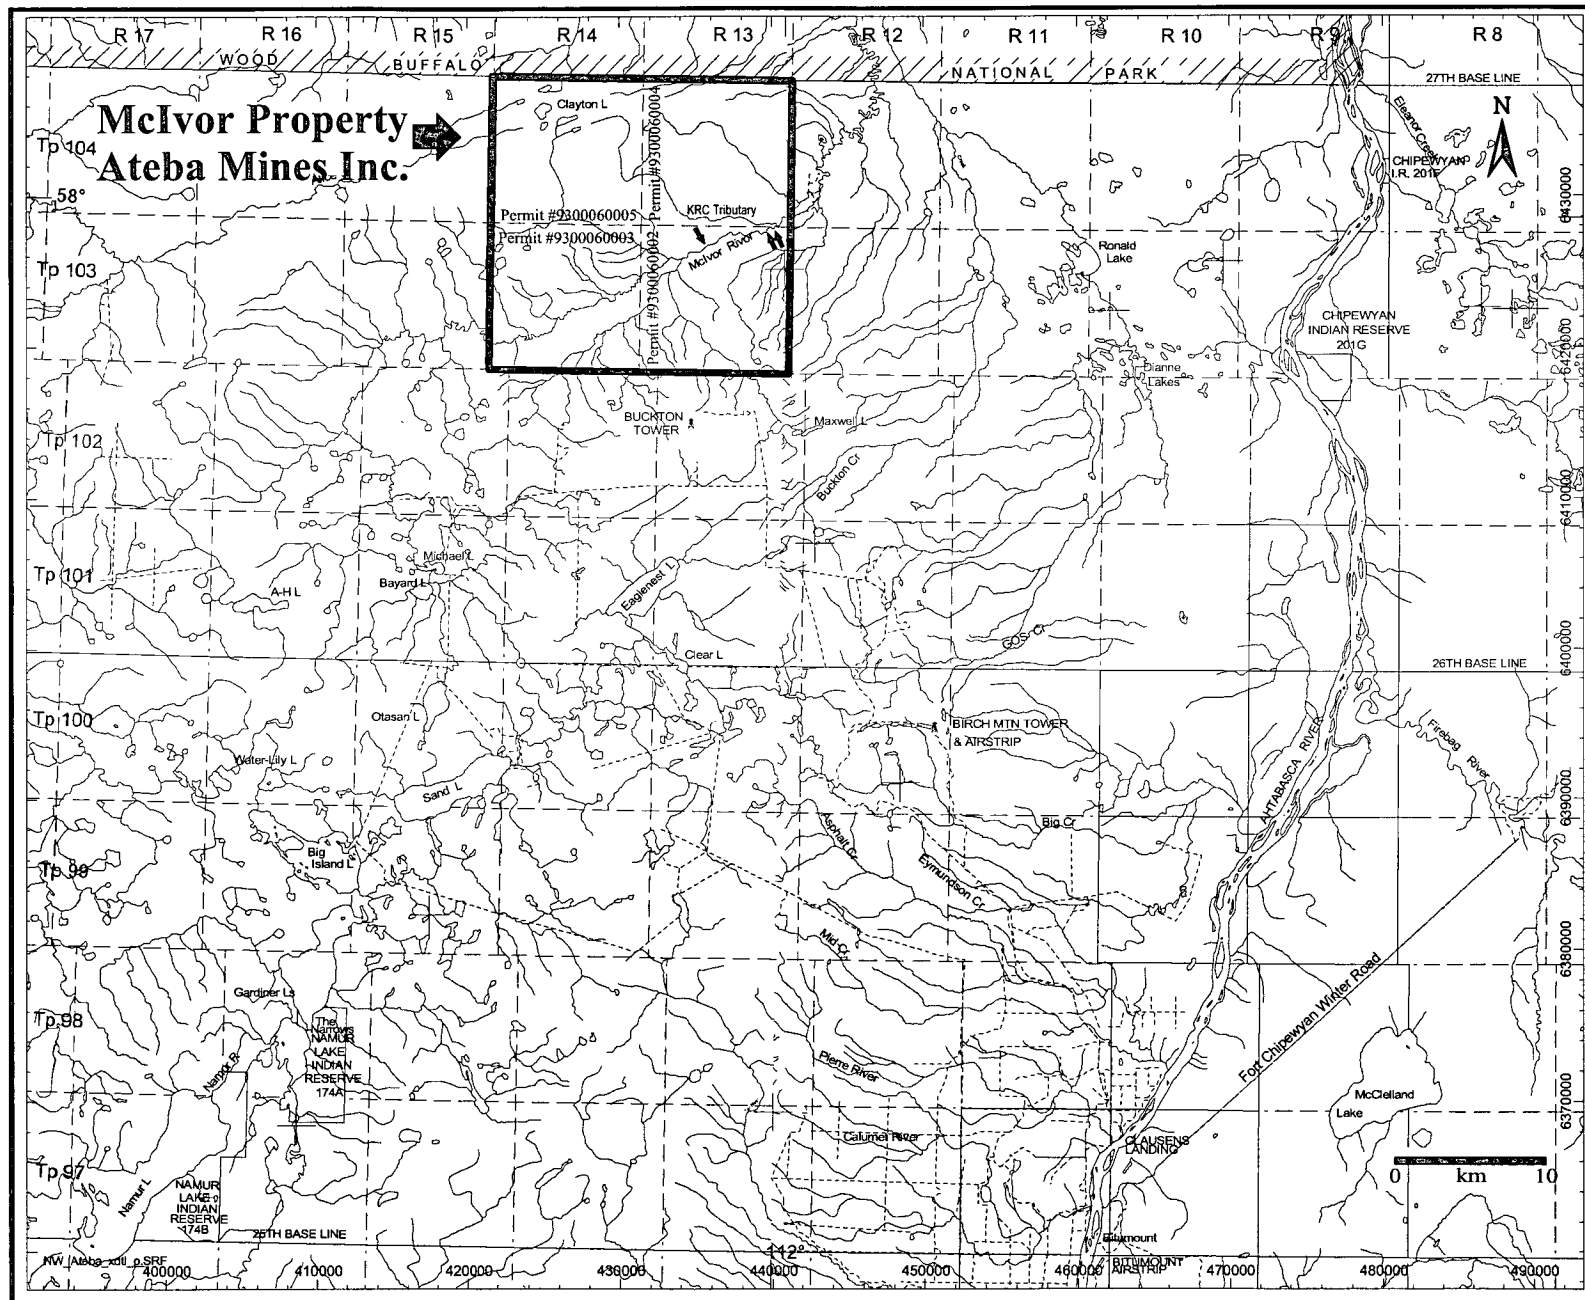 R 17 R 16 R 15 R 14 R 13 R 12 R 11 R 10 R 9 R 8
WOOD BUFFALO NATIONAL PARK
27TH BASE LINE
McIvor Property
Ateba Mines Inc.
Tp 104
58°
Clayton L
Permit #9300060004
Permit #9300060005
Permit #9300060003
Permit #9300060002
KRC Tributary
McIvor River
N
Eleanor Creek
CHIPEWYAN
I.R. 201F
6430000
Ronald
Lake
Tp 103
CHIPEWYAN
INDIAN RESERVE
201G
6420000
Dianne
Lakes
BUCKTON
TOWER
Maxwell L
Tp 102
Buckton Cr
6410000
Michael L
Bayard L
Tp 101
A-H L
Eaglenest L
Clear L
GOS Cr
6400000
26TH BASE LINE
Tp 100
Otasan L
BIRCH MTN TOWER
& AIRSTRIP
Water-Lily L
Sand L
Firebag River
AHTABASCA RIVER
6390000
Asphalt Cr
Big Cr
Eymundson Cr
Big
Island L
Tp 99
Mid Cr
6380000
Fort Chipewyan Winter Road
Gardiner Ls
Tp 98
The
Narrows
NAMUR
LAKE
INDIAN
RESERVE
174A
Namur R
Pierre River
McClelland
Lake
6370000
Calumet River
CLAUSENS
LANDING
0 km 10
Tp 97
Namur L
NAMUR
LAKE
INDIAN
RESERVE
174B
25TH BASE LINE
112°
Bitumount
BITUMOUNT
AIRSTRIP
NW_Ateba_xdtl_p.SRF
400000 410000 420000 430000 440000 450000 460000 470000 480000 490000